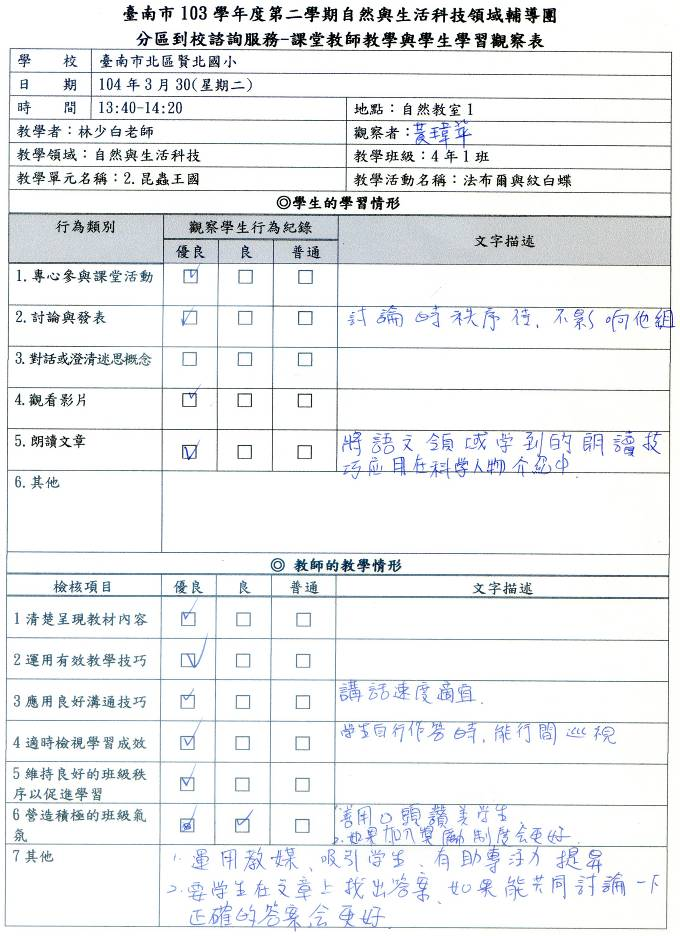 臺南市 103 學年度第二學期自然與生活科技領域輔導團
分區到校諮詢服務-課堂教師教學與學生學習觀察表
學 校 臺南市北區賢北國小
日 期 104 年 3 月 30(星期二)
時 間 13:40-14:20 地點：自然教室 1
教學者：林少白老師 觀察者：黃瑋苹
教學領域：自然與生活科技 教學班級：4 年 1 班
教學單元名稱：2.昆蟲王國 教學活動名稱：法布爾與紋白蝶
◎學生的學習情形
行為類別 觀察學生行為紀錄 文字描述
優良 良 普通
1.專心參與課堂活動 ☑ □ □
2.討論與發表 ☑ □ □ 討論時秩序佳，不影响他組
3.對話或澄清迷思概念 □ □ □
4.觀看影片 ☑ □ □
5.朗讀文章 ☑ □ □ 將語文領域学到的朗讀技
巧應用在科學人物介紹中.
6.其他
◎ 教師的教學情形
檢核項目 優良 良 普通 文字描述
1 清楚呈現教材內容 ☑ □ □
2 運用有效教學技巧 ☑ □ □
3 應用良好溝通技巧 ☑ □ □ 講話速度適宜.
4 適時檢視學習成效 ☑ □ □ 學生自行作答時，能行間巡視
5 維持良好的班級秩 ☑ □ □
序以促進學習
6 營造積極的班級氣 ☑ ☑ □ 1.善用口頭讚美学生
氛 2.如果加入獎勵制度会更好.
7 其他 1. 運用教媒、吸引学生、有助專注力提昇
2. 要学生在文章上找出答案、如果能共同討論一下
正確的答案会更好.